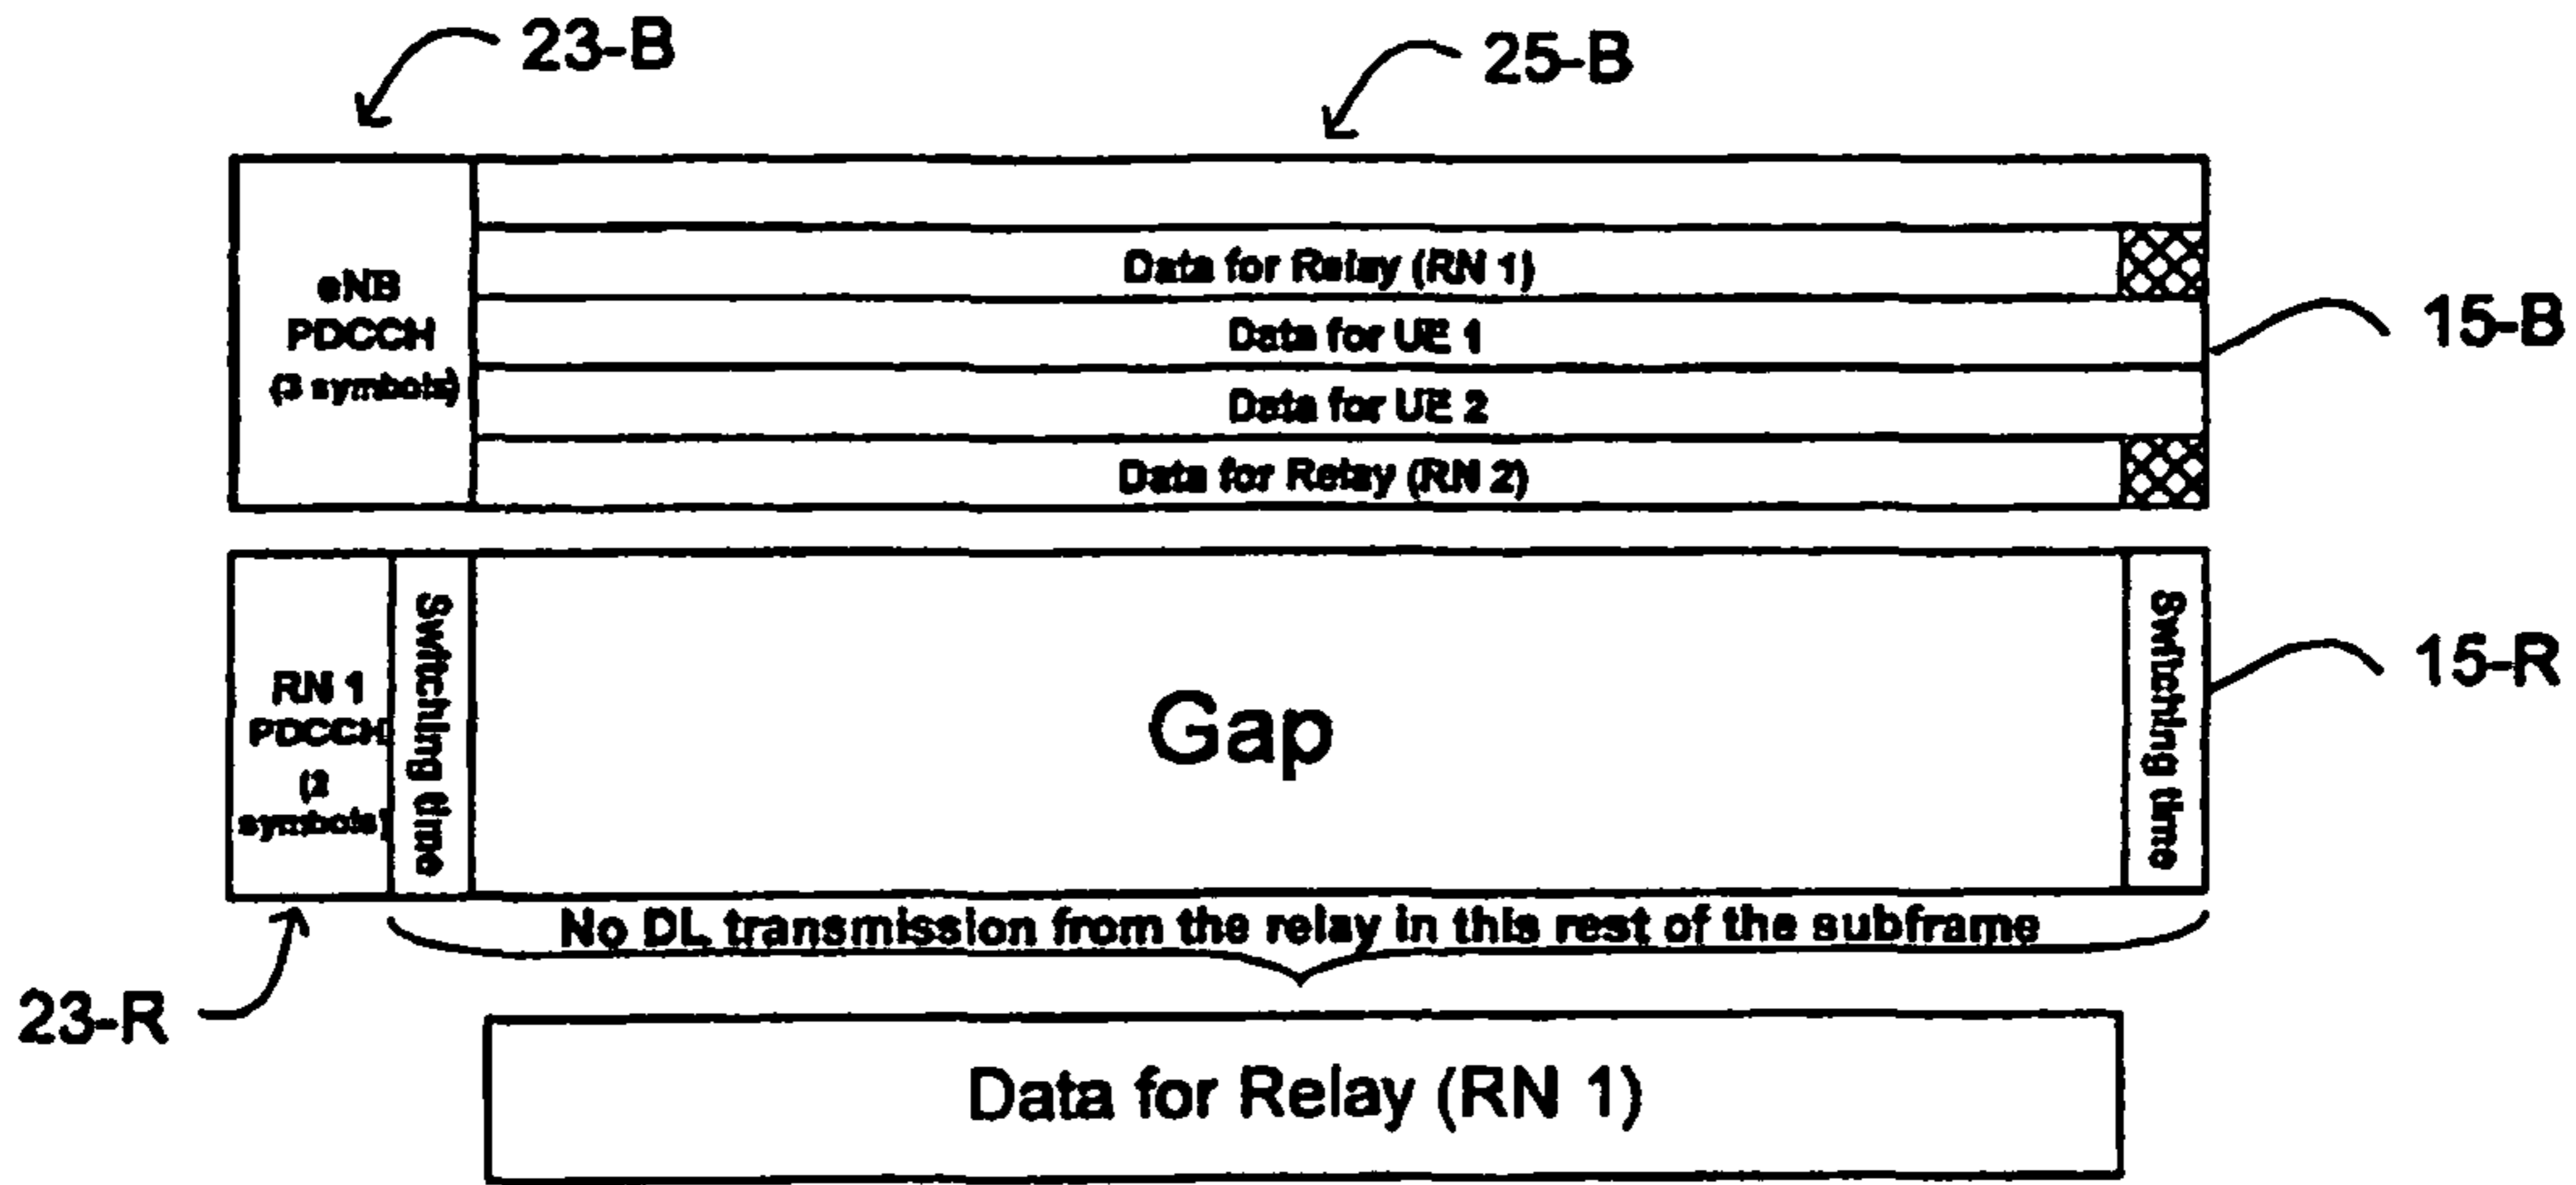 23-B
25-B
eNB
PDCCH
(3 symbols)
Data for Relay (RN 1)
Data for UE 1
Data for UE 2
Data for Relay (RN 2)
15-B
RN 1
PDCCH
(2
symbols)
Switching time
Gap
Switching time
15-R
No DL transmission from the relay in this rest of the subframe
23-R
Data for Relay (RN 1)